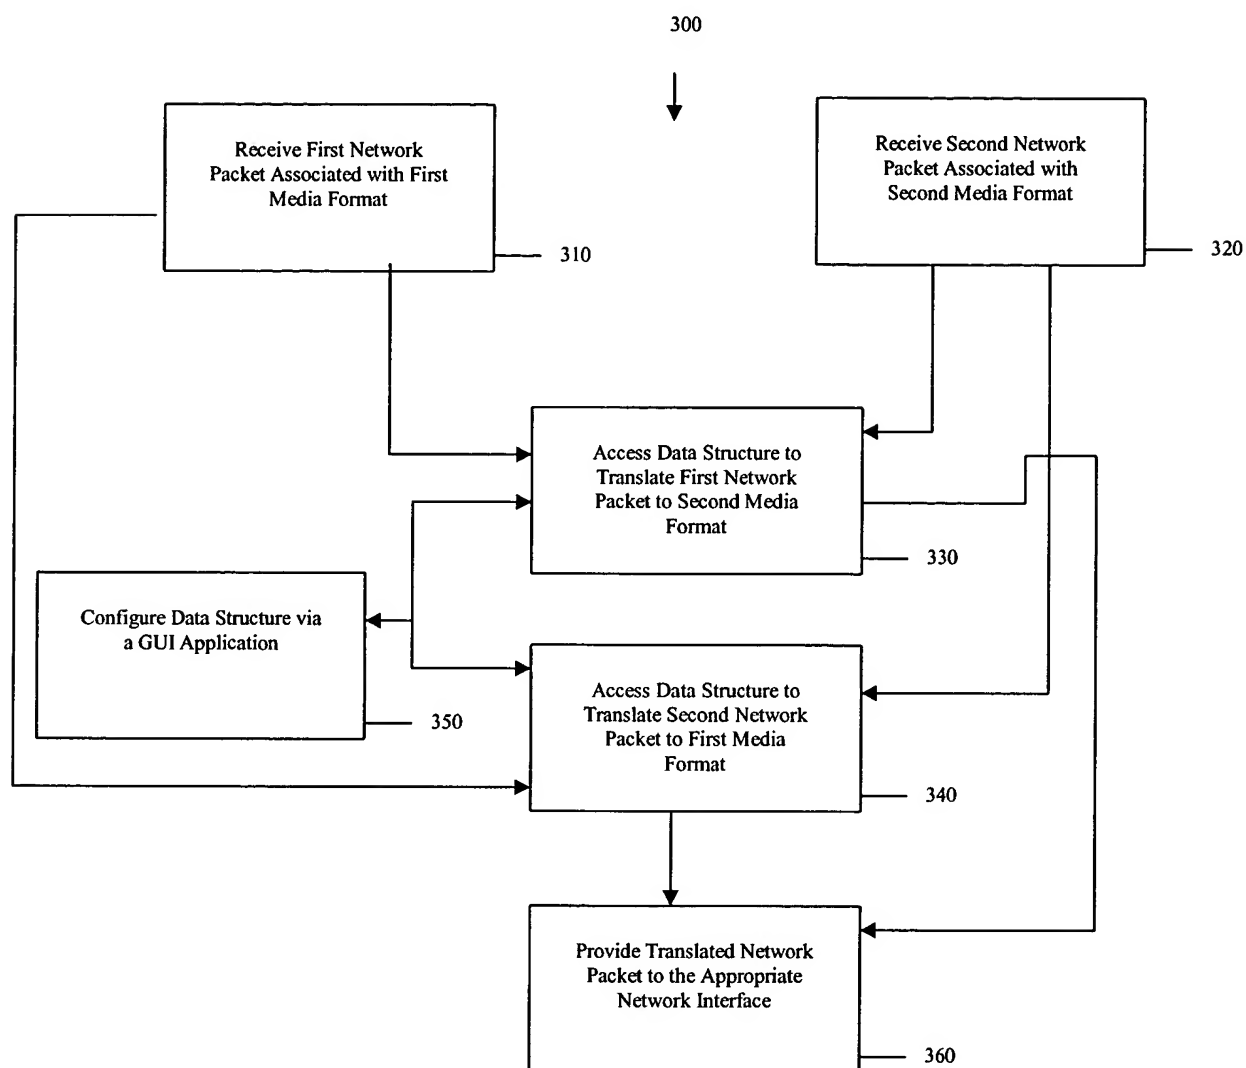 300
Receive First Network
Packet Associated with First
Media Format
310
Receive Second Network
Packet Associated with
Second Media Format
320
Access Data Structure to
Translate First Network
Packet to Second Media
Format
330
Configure Data Structure via
a GUI Application
350
Access Data Structure to
Translate Second Network
Packet to First Media
Format
340
Provide Translated Network
Packet to the Appropriate
Network Interface
360